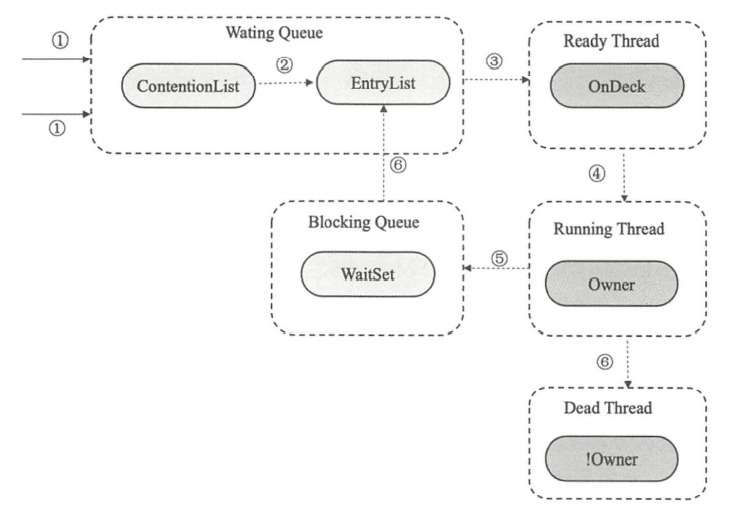 Wating Queue
Ready Thread
①
②
③
ContentionList
EntryList
OnDeck
①
⑥
④
Blocking Queue
Running Thread
⑤
WaitSet
Owner
⑥
Dead Thread
!Owner